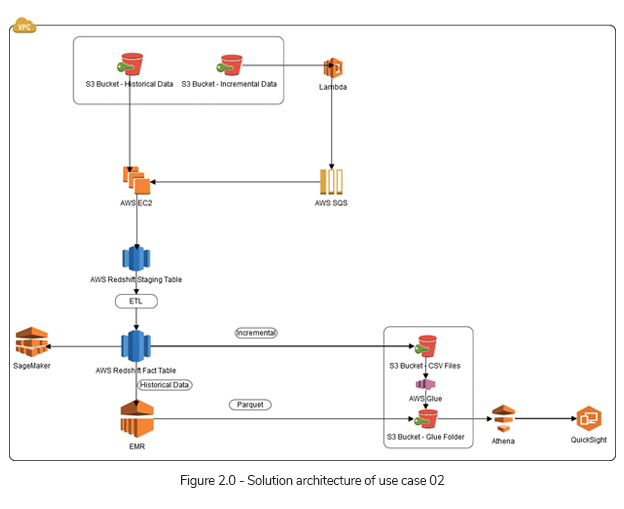 VPC
S3 Bucket - Historical Data
S3 Bucket - Incremental Data
Lambda
AWS EC2
AWS SQS
AWS Redshift Staging Table
ETL
Incremental
SageMaker
AWS Redshift Fact Table
S3 Bucket - CSV Files
Historical Data
AWS Glue
Parquet
EMR
S3 Bucket - Glue Folder
Athena
QuickSight
Figure 2.0 - Solution architecture of use case 02